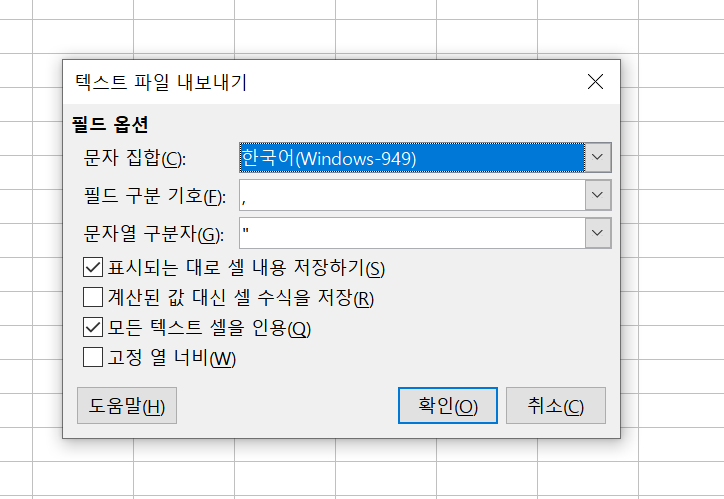 텍스트 파일 내보내기
필드 옵션
문자 집합(C): 한국어(Windows-949)
필드 구분 기호(F): ,
문자열 구분자(G): "
표시되는 대로 셀 내용 저장하기(S)
계산된 값 대신 셀 수식을 저장(R)
모든 텍스트 셀을 인용(Q)
고정 열 너비(W)
도움말(H) 확인(O) 취소(C)